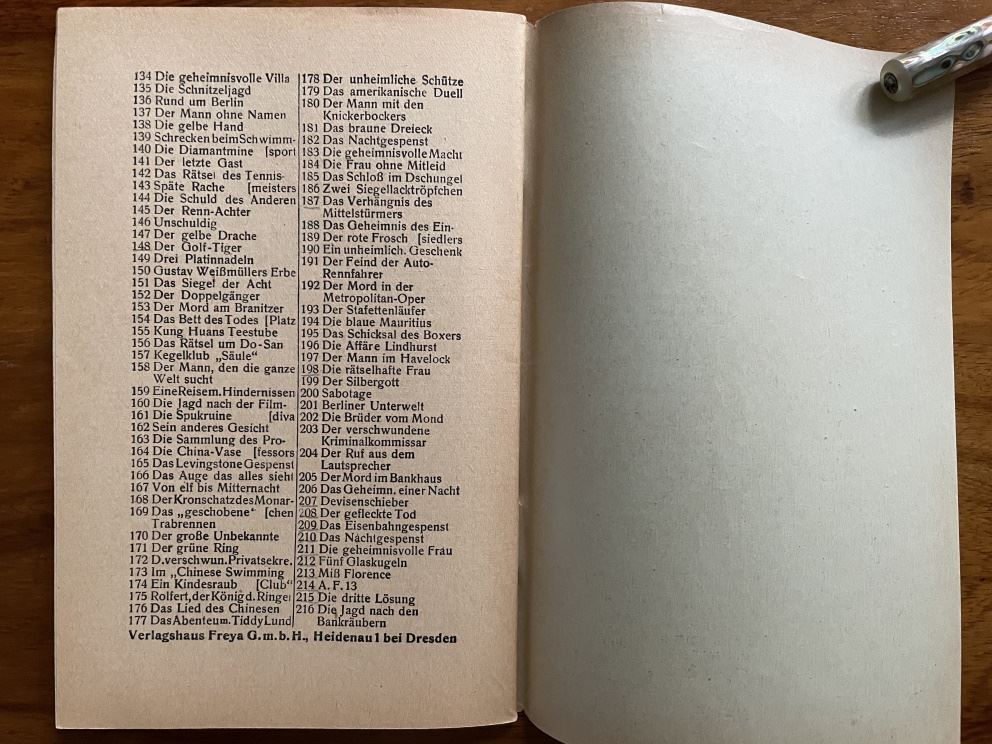 134 Die geheimnisvolle Villa
135 Die Schnitzeljagd
136 Rund um Berlin
137 Der Mann ohne Namen
138 Die gelbe Hand
139 Schrecken beim Schwimm-
140 Die Diamantmine [sport
141 Der letzte Gast
142 Das Rätsel des Tennis-
143 Späte Rache [meisters
144 Die Schuld des Anderen
145 Der Renn-Achter
146 Unschuldig
147 Der gelbe Drache
148 Der Golf-Tiger
149 Drei Platinnadeln
150 Gustav Weißmüllers Erbe
151 Das Siegel der Acht
152 Der Doppelgänger
153 Der Mord am Branitzer
154 Das Bett des Todes [Platz
155 Kung Huans Teestube
156 Das Rätsel um Do-San
157 Kegelklub „Säule“
158 Der Mann, den die ganze
Welt sucht
159 Eine Reise m. Hindernissen
160 Die Jagd nach der Film-
161 Die Spukruine [diva
162 Sein anderes Gesicht
163 Die Sammlung des Pro-
164 Die China-Vase [fessors
165 Das Levingstone Gespenst
166 Das Auge das alles sieht
167 Von elf bis Mitternacht
168 Der Kronschatz des Monar-
169 Das „geschobene“ [chen
Trabrennen
170 Der große Unbekannte
171 Der grüne Ring
172 D. verschwun. Privatsekre.
173 Im „Chinese Swimming
174 Ein Kindesraub [Club“
175 Rolfert, der König d. Ringer
176 Das Lied des Chinesen
177 Das Abenteu m. Tiddy Lund
178 Der unheimliche Schütze
179 Das amerikanische Duell
180 Der Mann mit den
Knickerbockers
181 Das braune Dreieck
182 Das Nachtgespenst
183 Die geheimnisvolle Macht
184 Die Frau ohne Mitleid
185 Das Schloß im Dschungel
186 Zwei Siegellacktröpfchen
187 Das Verhängnis des
Mittelstürmers
188 Das Geheimnis des Ein-
189 Der rote Frosch [siedlers
190 Ein unheimlich. Geschenk
191 Der Feind der Auto-
Rennfahrer
192 Der Mord in der
Metropolitan-Oper
193 Der Stafettenläufer
194 Die blaue Mauritius
195 Das Schicksal des Boxers
196 Die Affäre Lindhurst
197 Der Mann im Havelock
198 Die rätselhafte Frau
199 Der Silbergott
200 Sabotage
201 Berliner Unterwelt
202 Die Brüder vom Mond
203 Der verschwundene
Kriminalkommissar
204 Der Ruf aus dem
Lautsprecher
205 Der Mord im Bankhaus
206 Das Geheimn. einer Nacht
207 Devisenschieber
208 Der gefleckte Tod
209 Das Eisenbahngespenst
210 Das Nachtgespenst
211 Die geheimnisvolle Frau
212 Fünf Glaskugeln
213 Miß Florence
214 A. F. 13
215 Die dritte Lösung
216 Die Jagd nach den
Bankräubern
Verlagshaus Freya G. m. b. H., Heidenau 1 bei Dresden